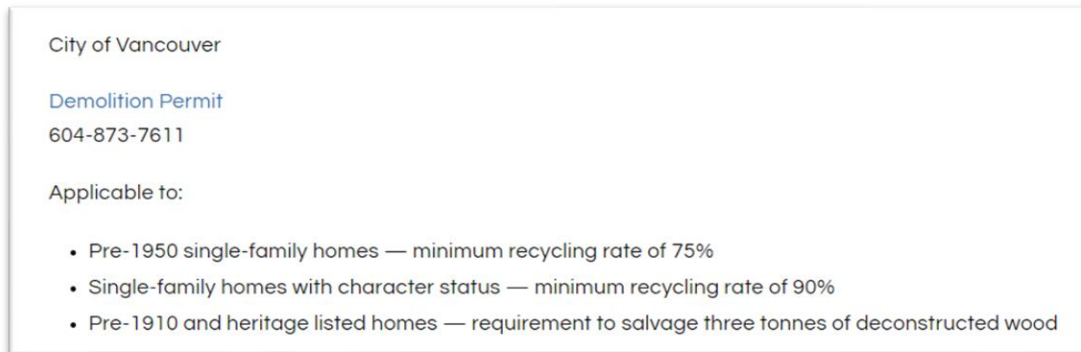 City of Vancouver
Demolition Permit
604-873-7611
Applicable to:
• Pre-1950 single-family homes — minimum recycling rate of 75%
• Single-family homes with character status — minimum recycling rate of 90%
• Pre-1910 and heritage listed homes — requirement to salvage three tonnes of deconstructed wood